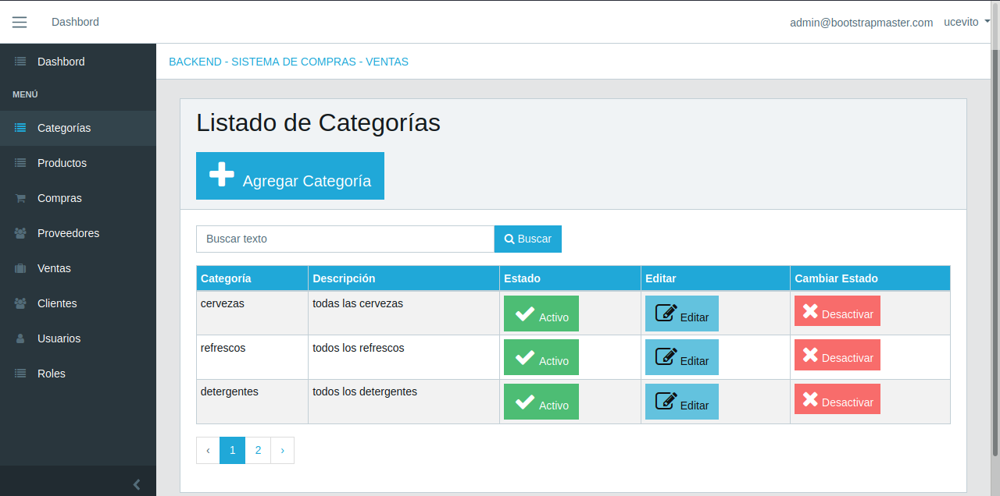 Dashbord admin@bootstrapmaster.com ucevito
Dashbord
MENÚ
Categorías
Productos
Compras
Proveedores
Ventas
Clientes
Usuarios
Roles
BACKEND - SISTEMA DE COMPRAS - VENTAS
Listado de Categorías
Agregar Categoría
Buscar texto Buscar
Categoría Descripción Estado Editar Cambiar Estado
cervezas todas las cervezas Activo Editar Desactivar
refrescos todos los refrescos Activo Editar Desactivar
detergentes todos los detergentes Activo Editar Desactivar
‹ 1 2 ›